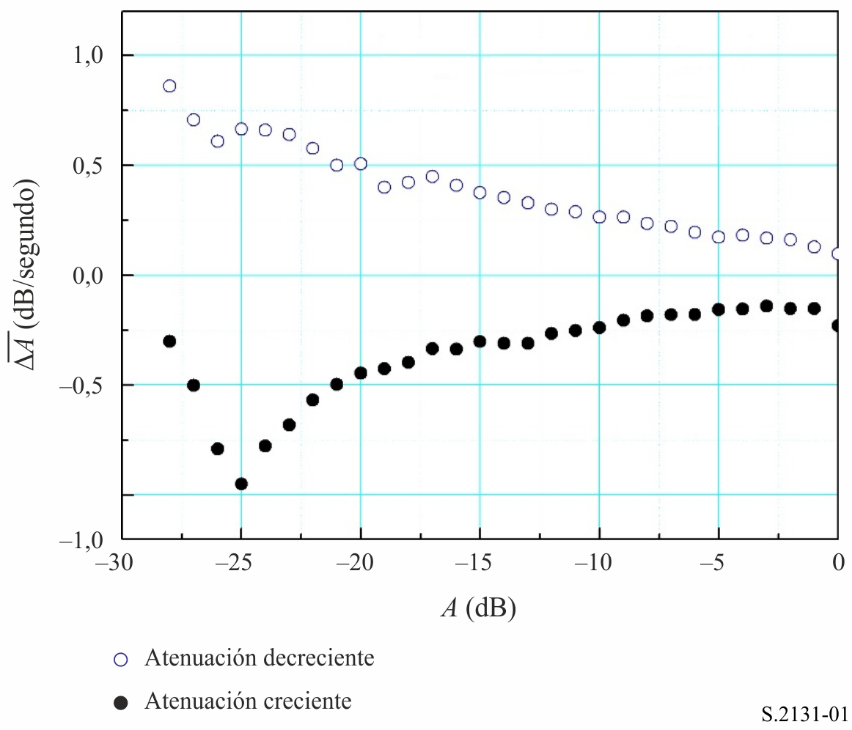 1,0
0,5
0,0
–0,5
–1,0
ΔA (dB/segundo)
–30 –25 –20 –15 –10 –5 0
A (dB)
Atenuación decreciente
Atenuación creciente
S.2131-01